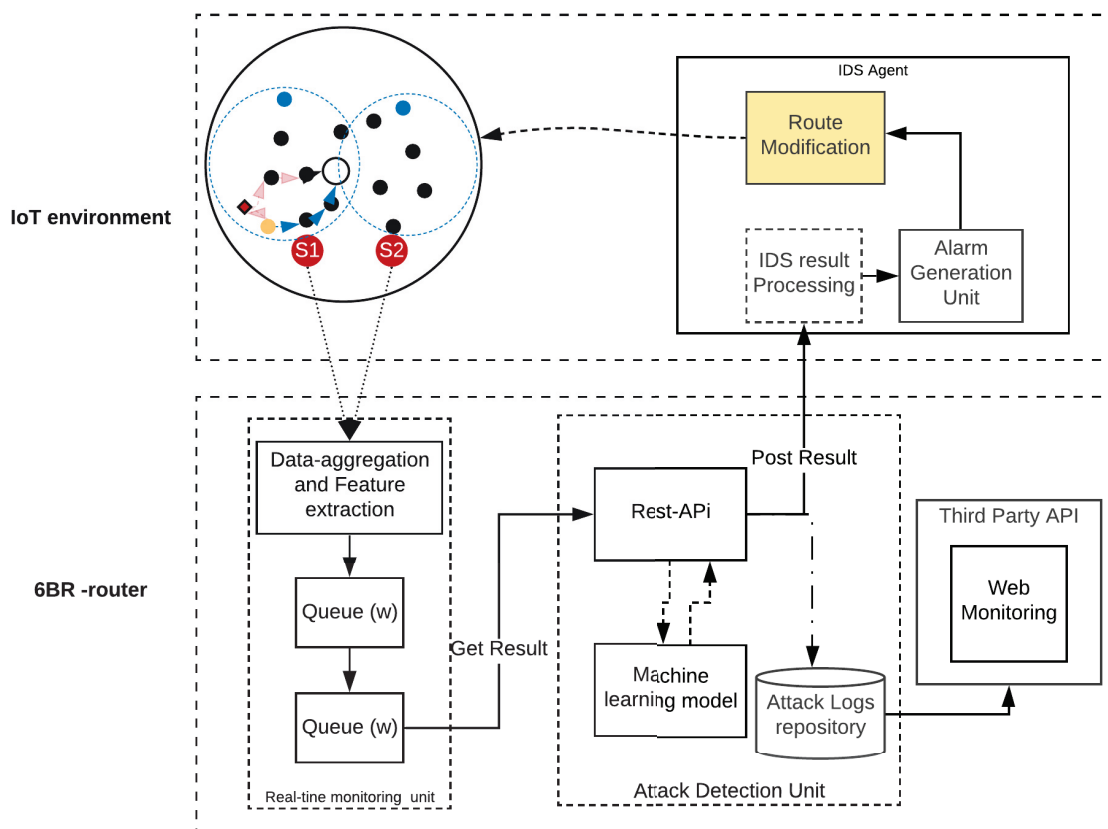 IDS Agent
Route
Modification
IoT environment
S1
S2
IDS result
Processing
Alarm
Generation
Unit
Data-aggregation
and Feature
extraction
Post Result
Rest-APi
Third Party API
Web
Monitoring
6BR -router
Queue (w)
Get Result
Machine
learning model
Queue (w)
Attack Logs
repository
Real-tine monitoring unit
Attack Detection Unit